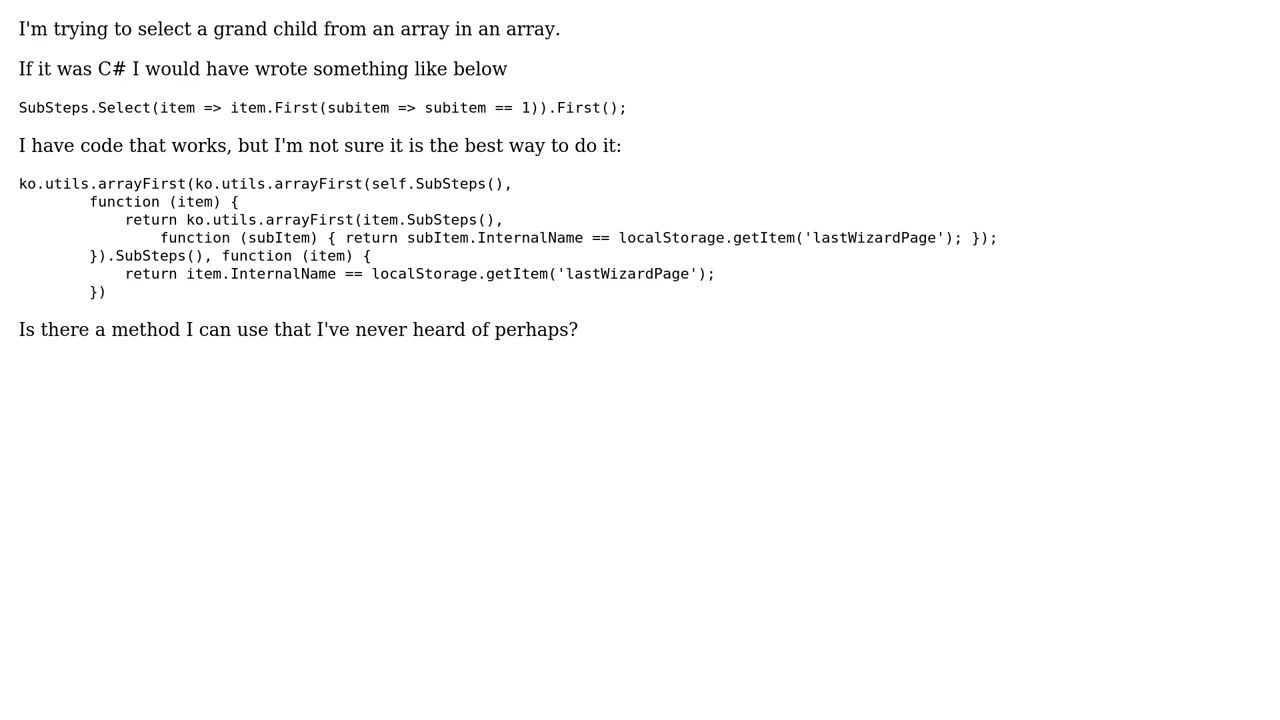 I'm trying to select a grand child from an array in an array.
If it was C# I would have wrote something like below
SubSteps.Select(item => item.First(subitem => subitem == 1)).First();
I have code that works, but I'm not sure it is the best way to do it:
ko.utils.arrayFirst(ko.utils.arrayFirst(self.SubSteps(),
        function (item) {
            return ko.utils.arrayFirst(item.SubSteps(),
                function (subItem) { return subItem.InternalName == localStorage.getItem('lastWizardPage'); });
        }).SubSteps(), function (item) {
            return item.InternalName == localStorage.getItem('lastWizardPage');
        })
Is there a method I can use that I've never heard of perhaps?